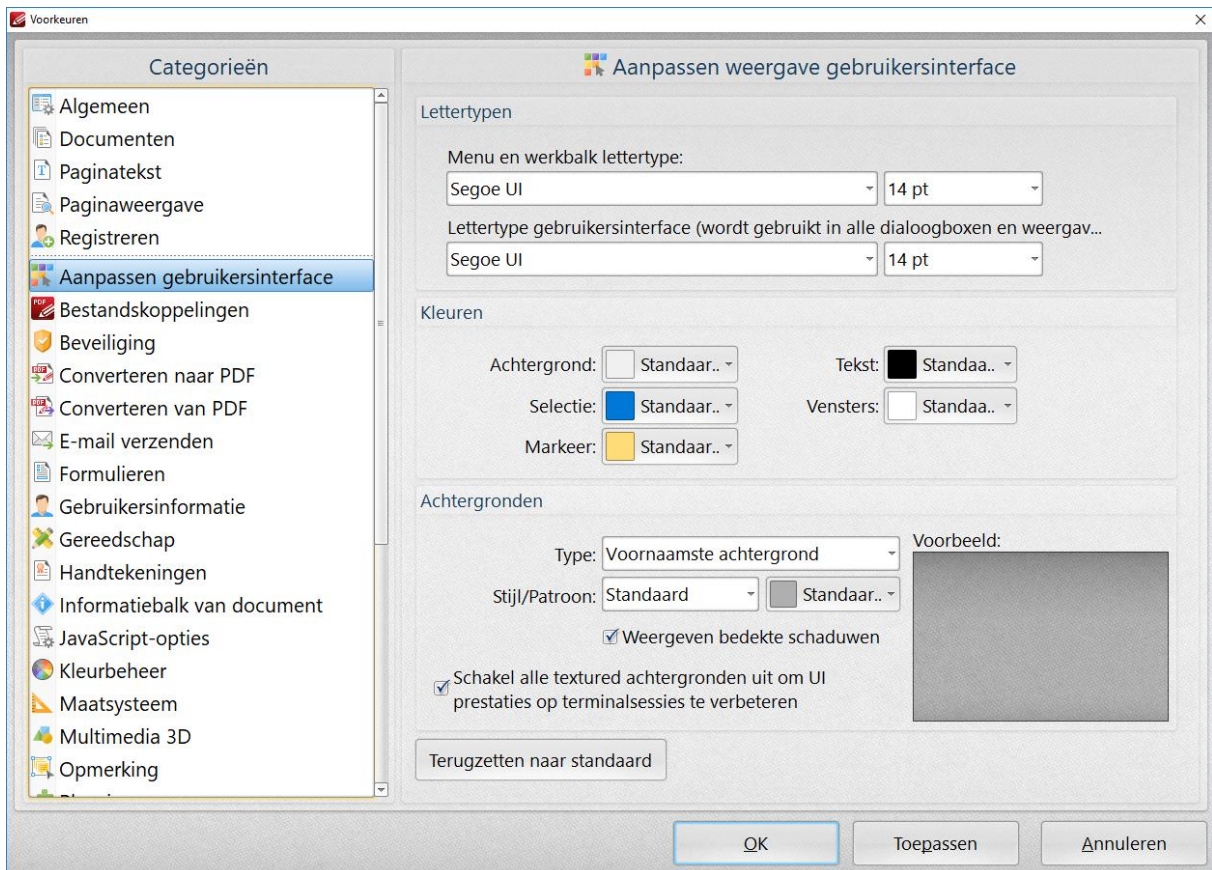 Voorkeuren
Categorieën
Algemeen
Documenten
Paginatekst
Paginaweergave
Registreren
Aanpassen gebruikersinterface
Bestandskoppelingen
Beveiliging
Converteren naar PDF
Converteren van PDF
E-mail verzenden
Formulieren
Gebruikersinformatie
Gereedschap
Handtekeningen
Informatiebalk van document
JavaScript-opties
Kleurbeheer
Maatsysteem
Multimedia 3D
Opmerking
Aanpassen weergave gebruikersinterface
Lettertypen
Menu en werkbalk lettertype:
Segoe UI 14 pt
Lettertype gebruikersinterface (wordt gebruikt in alle dialoogboxen en weergav...
Segoe UI 14 pt
Kleuren
Achtergrond: Standaar.. Tekst: Standaa..
Selectie: Standaar.. Vensters: Standaa..
Markeer: Standaar..
Achtergronden
Type: Voornaamste achtergrond Voorbeeld:
Stijl/Patroon: Standaard Standaar..
Weergeven bedekte schaduwen
Schakel alle textured achtergronden uit om UI
prestaties op terminalsessies te verbeteren
Terugzetten naar standaard
OK Toepassen Annuleren